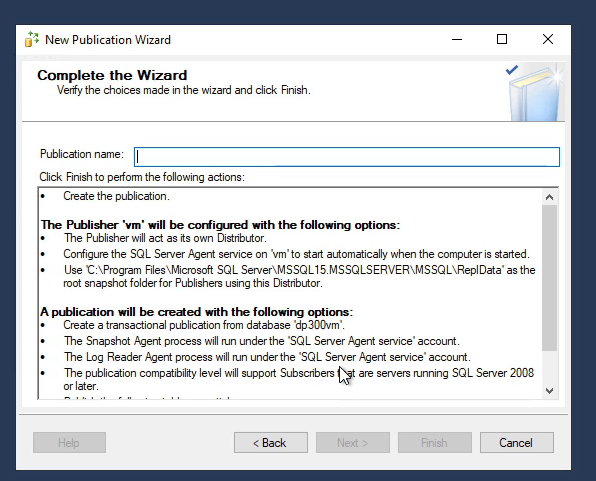 New Publication Wizard
Complete the Wizard
Verify the choices made in the wizard and click Finish.
Publication name:
Click Finish to perform the following actions:
• Create the publication.
The Publisher 'vm' will be configured with the following options:
• The Publisher will act as its own Distributor.
• Configure the SQL Server Agent service on 'vm' to start automatically when the computer is started.
• Use 'C:\Program Files\Microsoft SQL Server\MSSQL15.MSSQLSERVER\MSSQL\ReplData' as the
root snapshot folder for Publishers using this Distributor.
A publication will be created with the following options:
• Create a transactional publication from database 'dp300vm'.
• The Snapshot Agent process will run under the 'SQL Server Agent service' account.
• The Log Reader Agent process will run under the 'SQL Server Agent service' account.
• The publication compatibility level will support Subscribers that are servers running SQL Server 2008
or later.
Help
< Back
Next >
Finish
Cancel